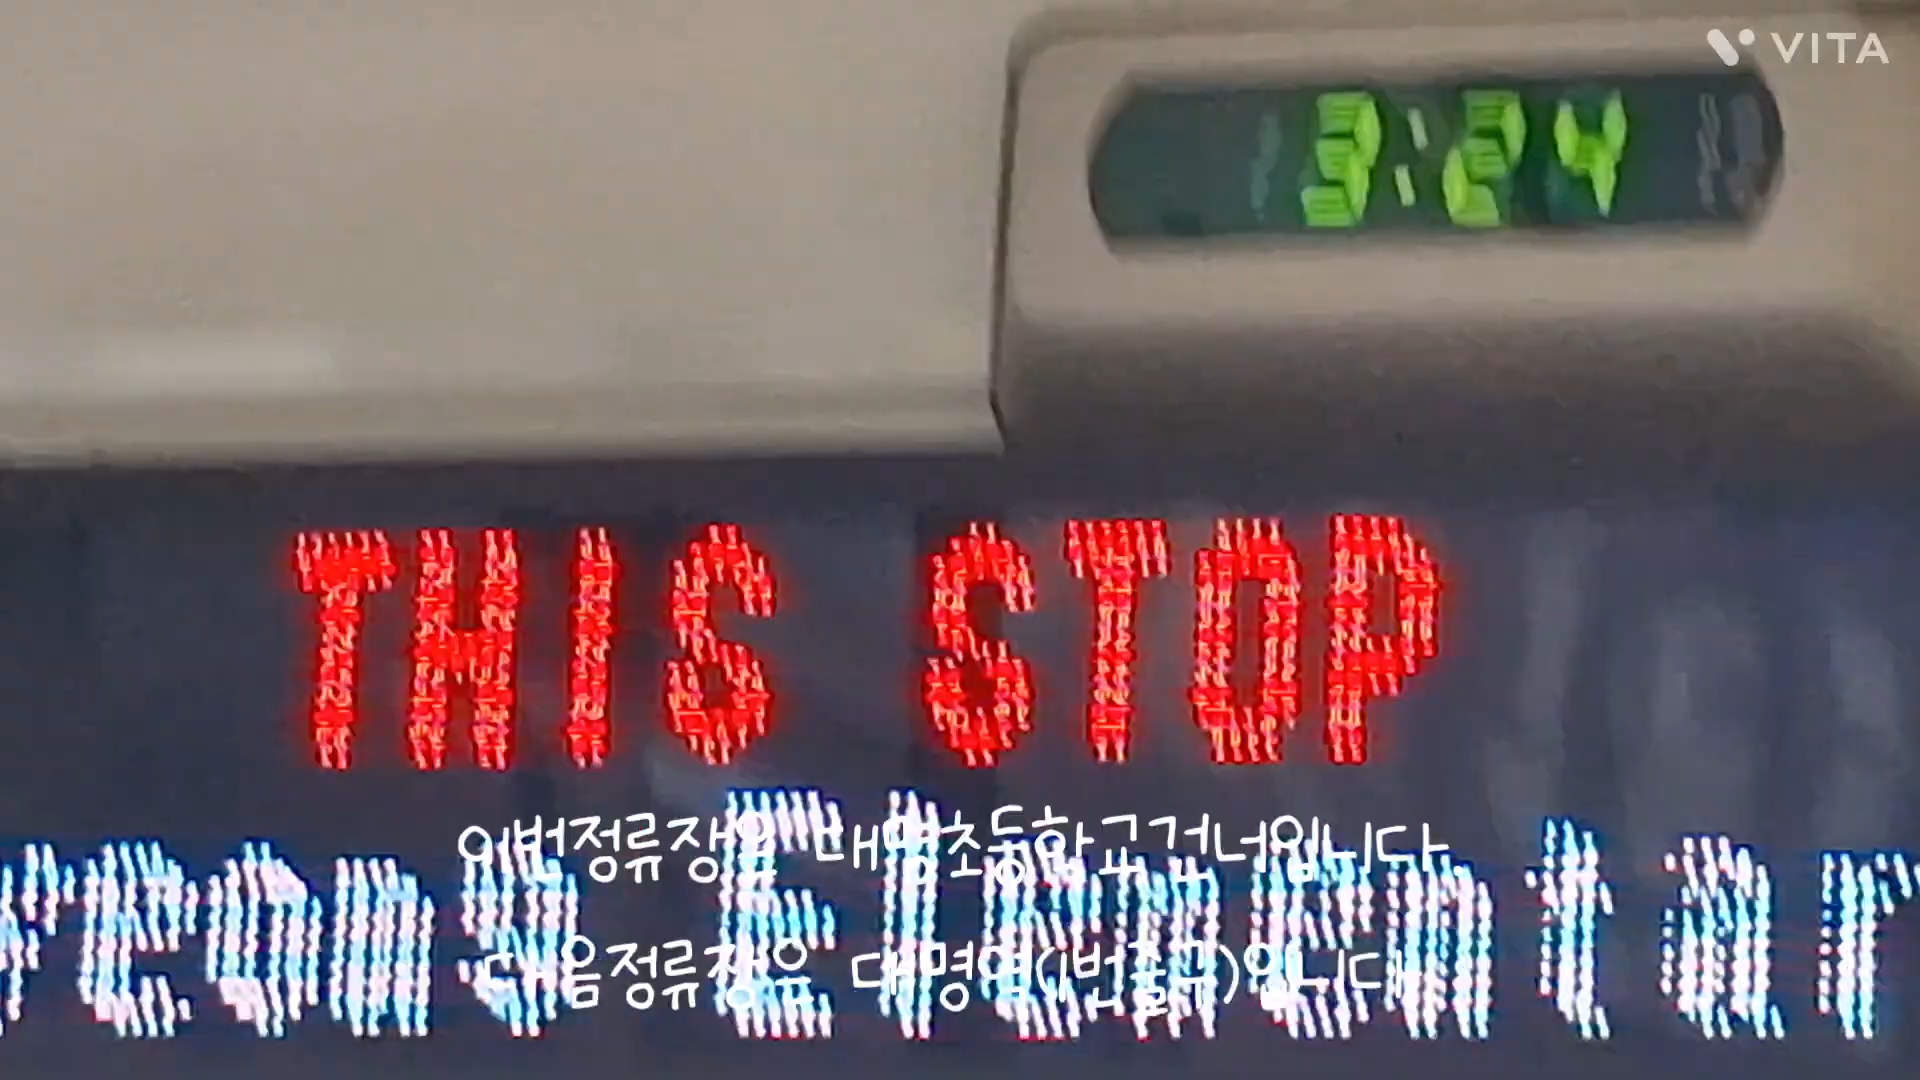 VITA
3:24
THIS STOP
이번정류장은 대명초등학교건너입니다
yeong Elementar
다음정류장은 대명역(1번출구)입니다